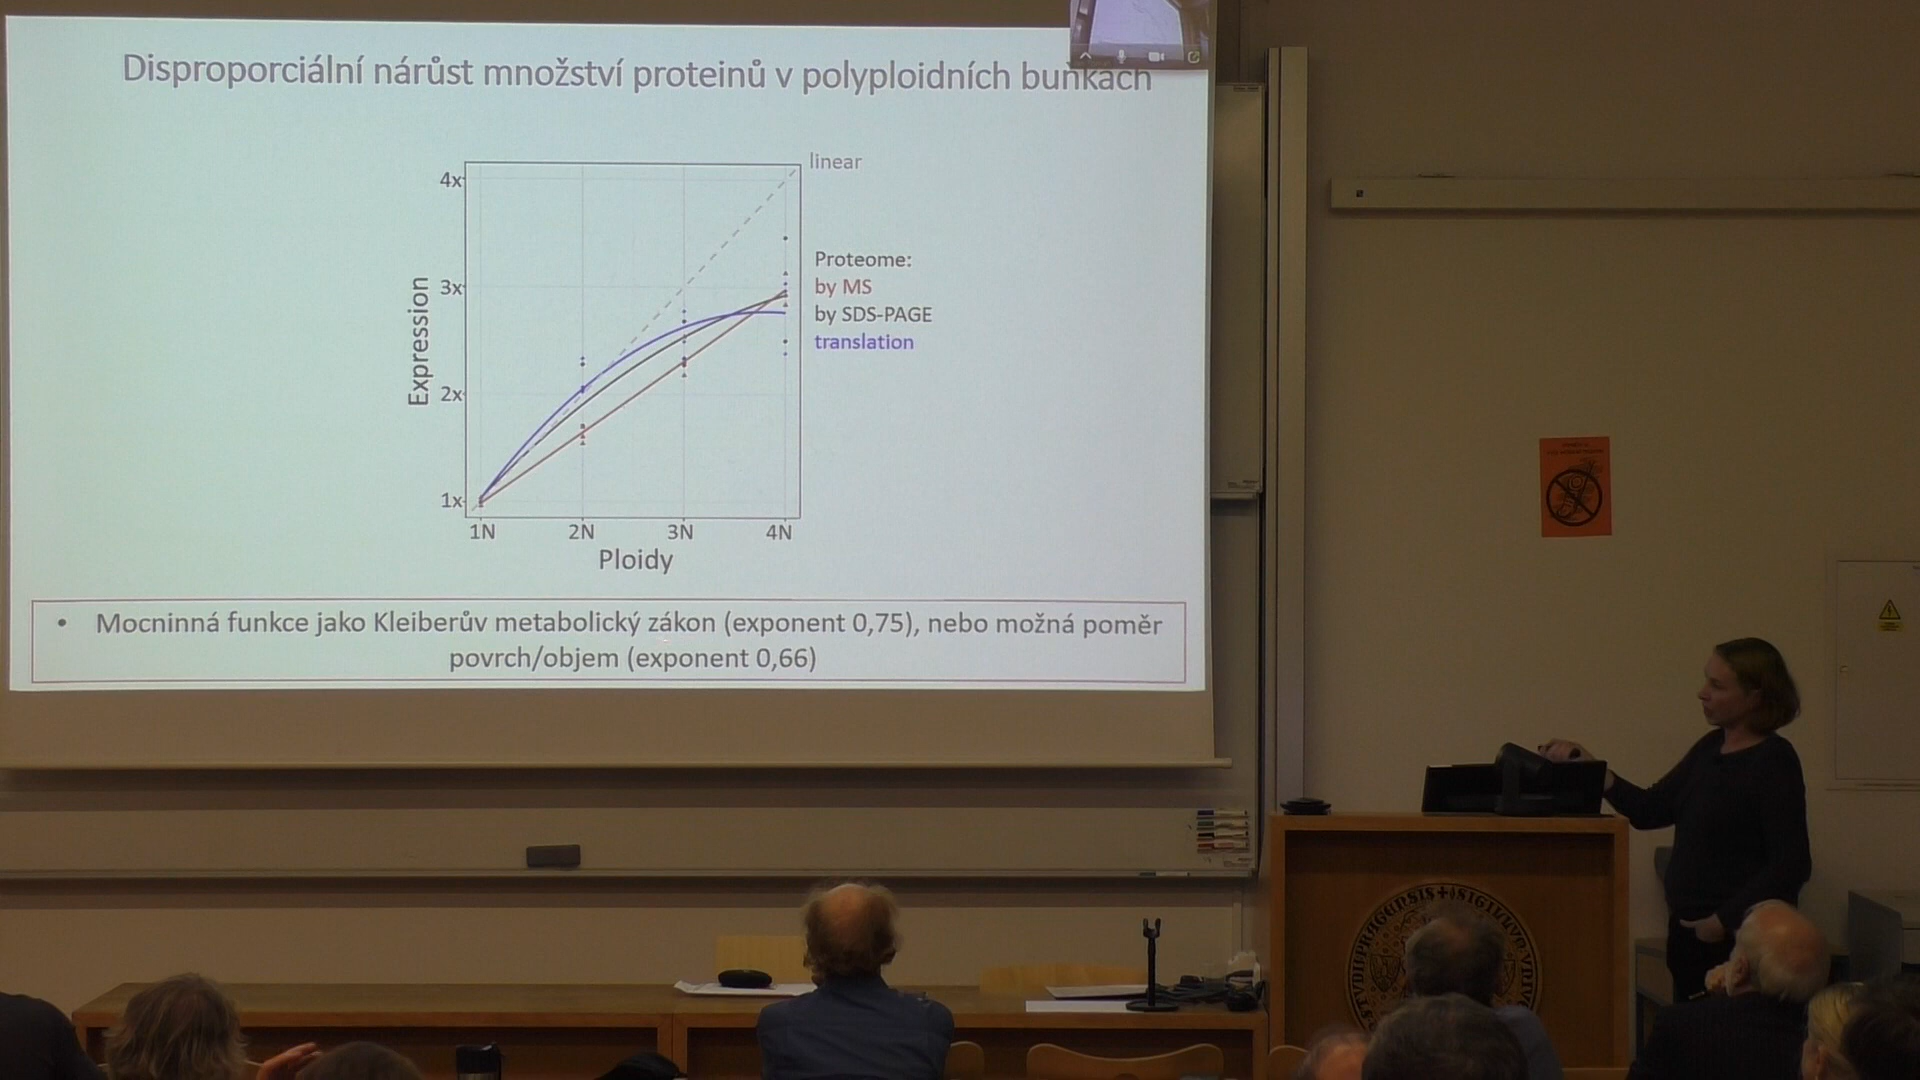 Disproporciální nárůst množství proteinů v polyploidních buňkách
linear
4x
3x
2x
1x
Expression
1N 2N 3N 4N
Ploidy
Proteome:
by MS
by SDS-PAGE
translation
• Mocninná funkce jako Kleiberův metabolický zákon (exponent 0,75), nebo možná poměr
povrch/objem (exponent 0,66)